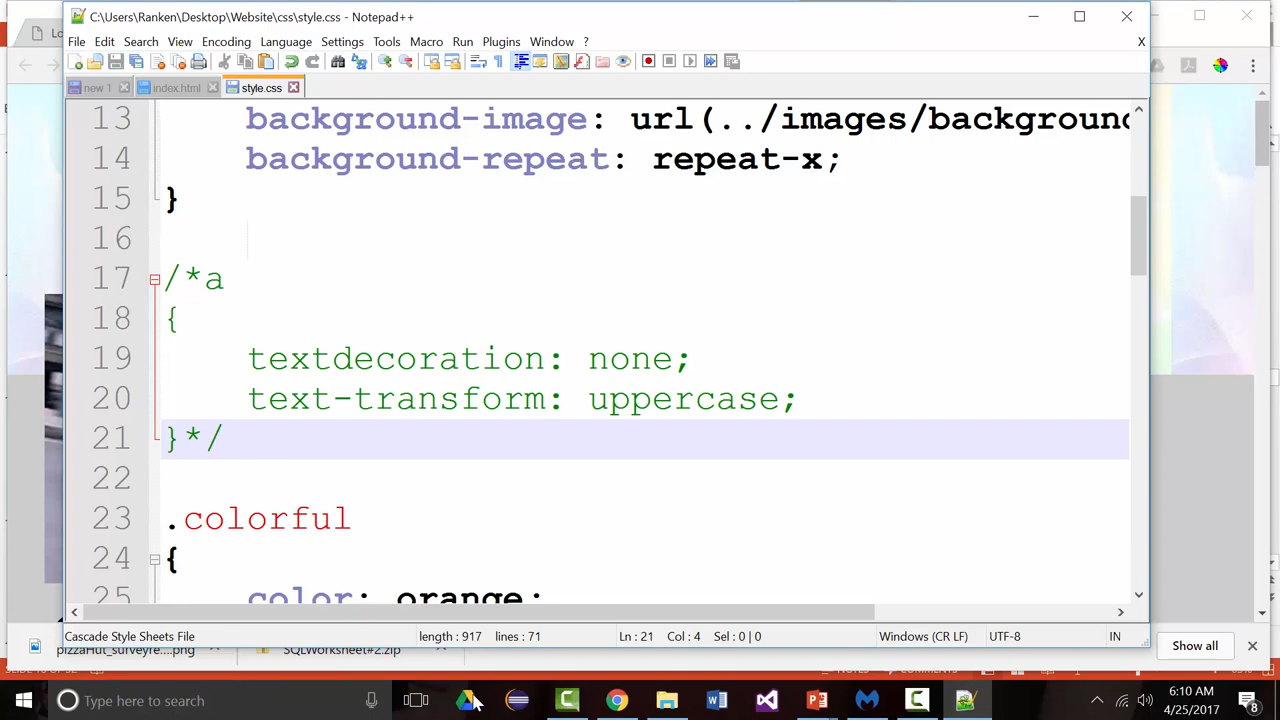 C:\Users\Ranken\Desktop\Website\css\style.css - Notepad++
File Edit Search View Encoding Language Settings Tools Macro Run Plugins Window ? X
new 1 index.html style.css
13 background-image: url(../images/background
14 background-repeat: repeat-x;
15 }
16
17 /*a
18 {
19 textdecoration: none;
20 text-transform: uppercase;
21 }*/
22
23 .colorful
24 {
25 color: orange;
Cascade Style Sheets File length : 917 lines : 71 Ln : 21 Col : 4 Sel : 0 | 0 Windows (CR LF) UTF-8 IN
pizzaHut_surveyre....png SQLWorksheet#2.zip Show all
Type here to search 6:10 AM
4/25/2017 8